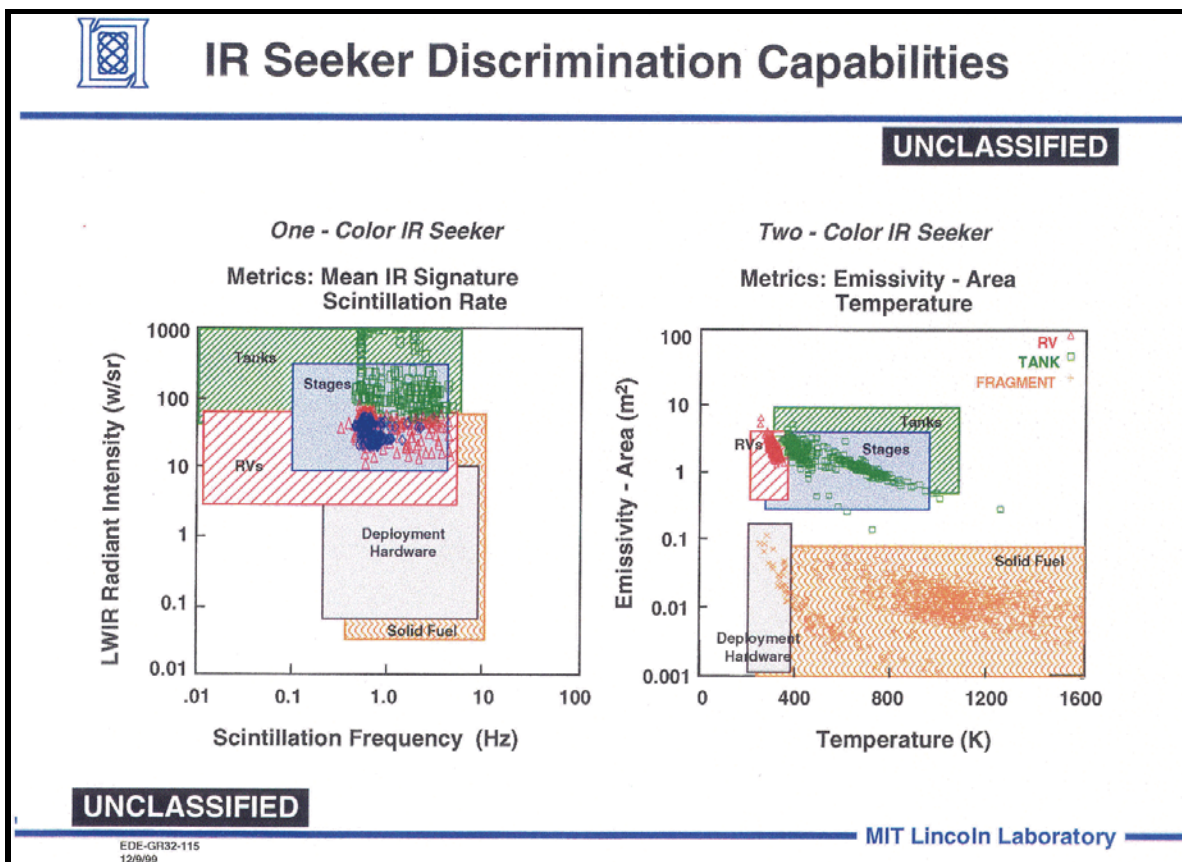 IR Seeker Discrimination Capabilities
UNCLASSIFIED
One - Color IR Seeker
Metrics: Mean IR Signature
Scintillation Rate
LWIR Radiant Intensity (w/sr)
1000
100
10
1
0.1
0.01
Tanks
Stages
RVs
Deployment
Hardware
Solid Fuel
.01
0.1
1.0
10
100
Scintillation Frequency (Hz)
Two - Color IR Seeker
Metrics: Emissivity - Area
Temperature
Emissivity - Area (m²)
100
10
1
0.1
0.01
0.001
RV
TANK
FRAGMENT
Tanks
RVs
Stages
Solid Fuel
Deployment
Hardware
0
400
800
1200
1600
Temperature (K)
UNCLASSIFIED
EDE-GR32-115
12/9/99
MIT Lincoln Laboratory